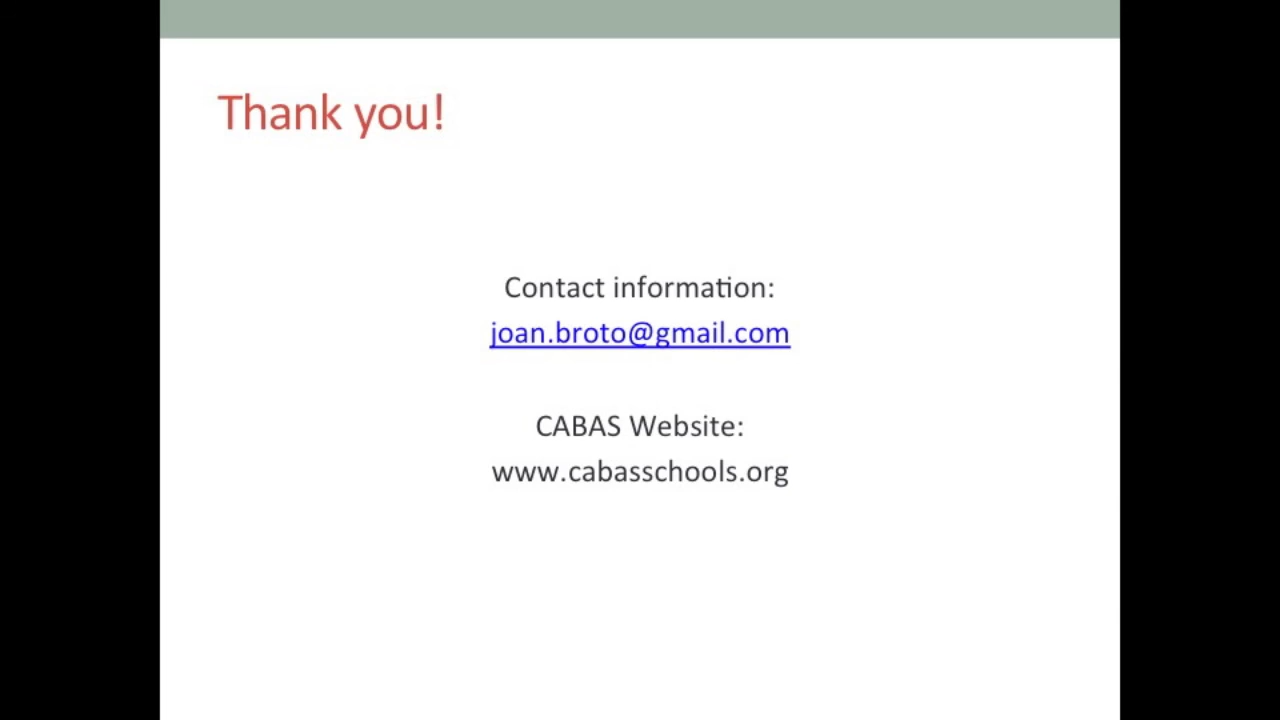 Thank you!
Contact information:
joan.broto@gmail.com
CABAS Website:
www.cabasschools.org